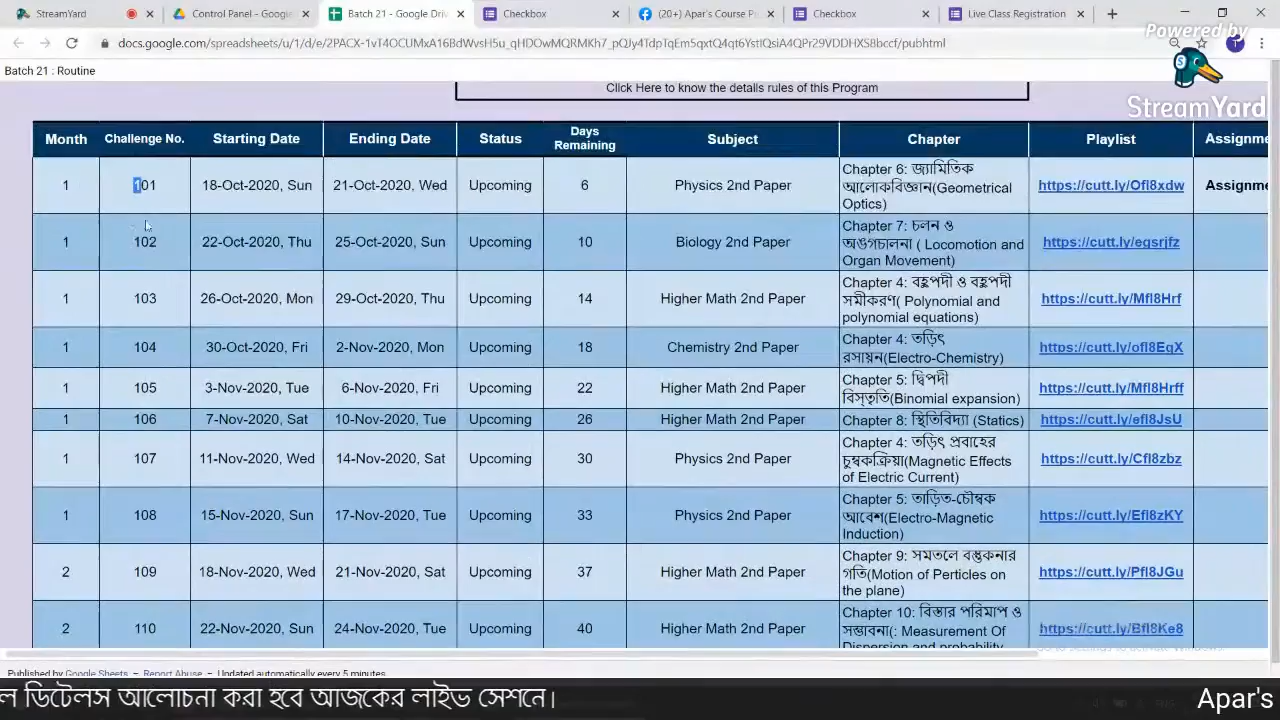 StreamYard
Control Panel - Google
Batch 21 - Google Driv
Checkbox
(20+) Apar's Course P
Checkbox
Live Class Registration
Powered by
docs.google.com/spreadsheets/u/1/d/e/
/pubhtml
Batch 21 : Routine
StreamYard
Click Here to know the details rules of this Program
Month Challenge No. Starting Date Ending Date Status Days Remaining Subject Chapter Playlist Assignm
1 101 18-Oct-2020, Sun 21-Oct-2020, Wed Upcoming 6 Physics 2nd Paper Chapter 6: জ্যামিতিক আলোকবিজ্ঞান(Geometrical Optics) https://cutt.ly/Ofl8xdw Assignme
1 102 22-Oct-2020, Thu 25-Oct-2020, Sun Upcoming 10 Biology 2nd Paper Chapter 7: চলন ও অঙ্গচালনা ( Locomotion and Organ Movement) https://cutt.ly/egsrjfz
1 103 26-Oct-2020, Mon 29-Oct-2020, Thu Upcoming 14 Higher Math 2nd Paper Chapter 4: বহুপদী ও বহুপদী সমীকরণ( Polynomial and polynomial equations) https://cutt.ly/Mfl8Hrf
1 104 30-Oct-2020, Fri 2-Nov-2020, Mon Upcoming 18 Chemistry 2nd Paper Chapter 4: তড়িৎ রসায়ন(Electro-Chemistry) https://cutt.ly/ofl8EqX
1 105 3-Nov-2020, Tue 6-Nov-2020, Fri Upcoming 22 Higher Math 2nd Paper Chapter 5: দ্বিপদী বিস্তৃতি(Binomial expansion) https://cutt.ly/Mfl8Hrff
1 106 7-Nov-2020, Sat 10-Nov-2020, Tue Upcoming 26 Higher Math 2nd Paper Chapter 8: স্থিতিবিদ্যা (Statics) https://cutt.ly/efl8JsU
1 107 11-Nov-2020, Wed 14-Nov-2020, Sat Upcoming 30 Physics 2nd Paper Chapter 4: তড়িৎ প্রবাহের চুম্বকক্রিয়া(Magnetic Effects of Electric Current) https://cutt.ly/Cfl8zbz
1 108 15-Nov-2020, Sun 17-Nov-2020, Tue Upcoming 33 Physics 2nd Paper Chapter 5: তাড়িত-চৌম্বক আবেশ(Electro-Magnetic Induction) https://cutt.ly/Efl8zKY
2 109 18-Nov-2020, Wed 21-Nov-2020, Sat Upcoming 37 Higher Math 2nd Paper Chapter 9: সমতলে বস্তুকনার গতি(Motion of Perticles on the plane) https://cutt.ly/Pfl8JGu
2 110 22-Nov-2020, Sun 24-Nov-2020, Tue Upcoming 40 Higher Math 2nd Paper Chapter 10: বিস্তার পরিমাপ ও সম্ভাবনা(: Measurement Of Dispersion and probability https://cutt.ly/Bfl8Ke8
Go to Settings to activate Windows.
Published by Google Sheets – Report Abuse – Updated automatically every 5 minutes
ল ডিটেলস আলোচনা করা হবে আজকের লাইভ সেশনে। Apar's